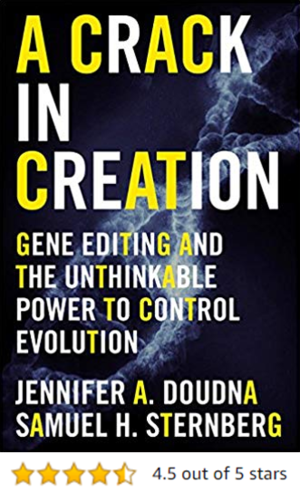 A CRACK
IN
CREATION
GENE EDITING AND
THE UNTHINKABLE
POWER TO CONTROL
EVOLUTION
JENNIFER A. DOUDNA
SAMUEL H. STERNBERG
4.5 out of 5 stars